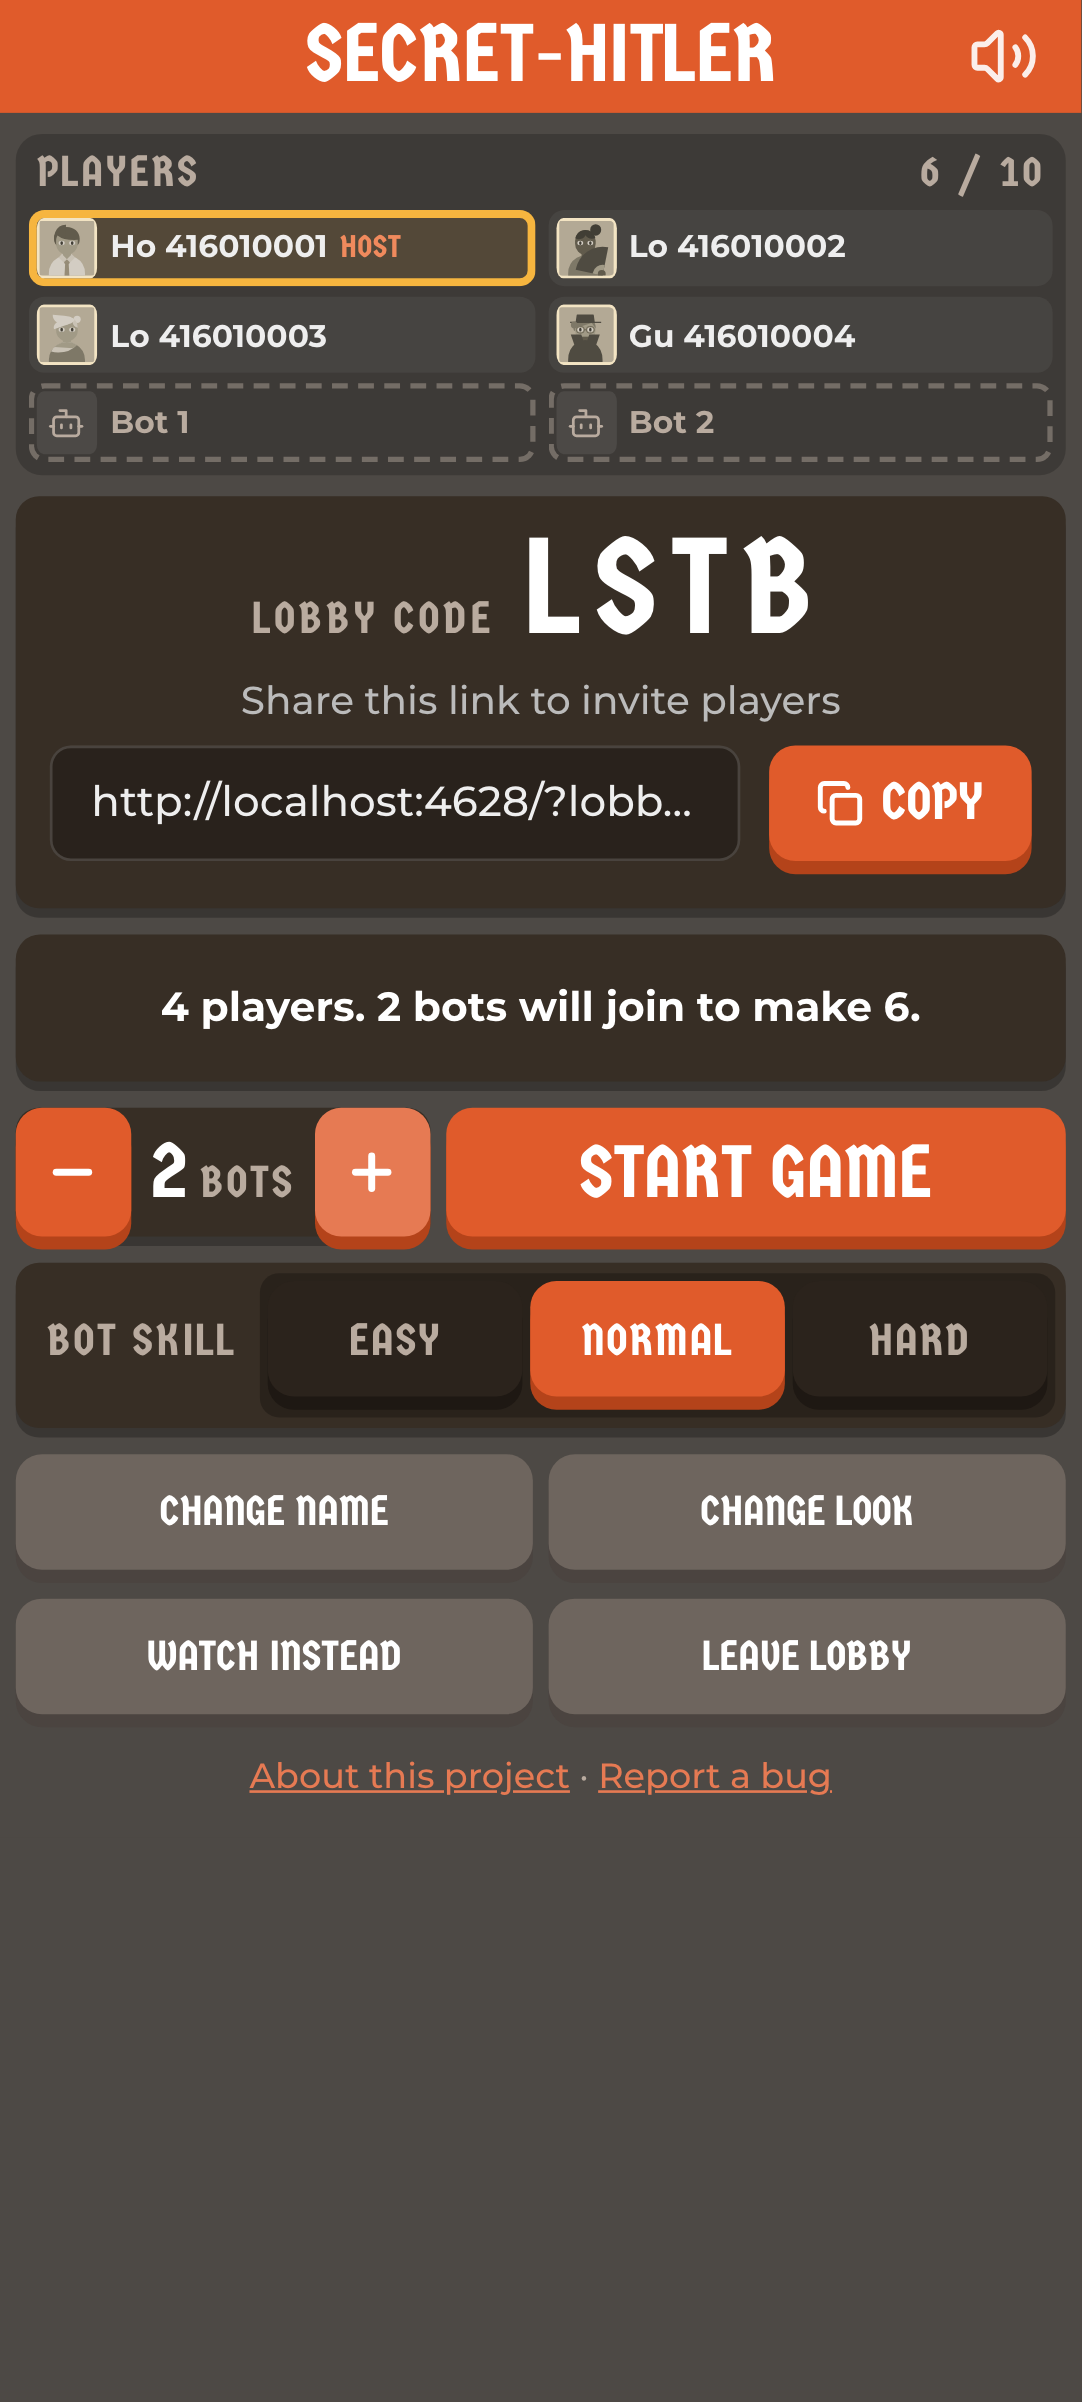 SECRET-HITLER
PLAYERS 6 / 10
Ho 416010001 HOST
Lo 416010002
Lo 416010003
Gu 416010004
Bot 1
Bot 2
LOBBY CODE LSTB
Share this link to invite players
http://localhost:4628/?lobb...
COPY
4 players. 2 bots will join to make 6.
− 2 BOTS +
START GAME
BOT SKILL
EASY
NORMAL
HARD
CHANGE NAME
CHANGE LOOK
WATCH INSTEAD
LEAVE LOBBY
About this project · Report a bug